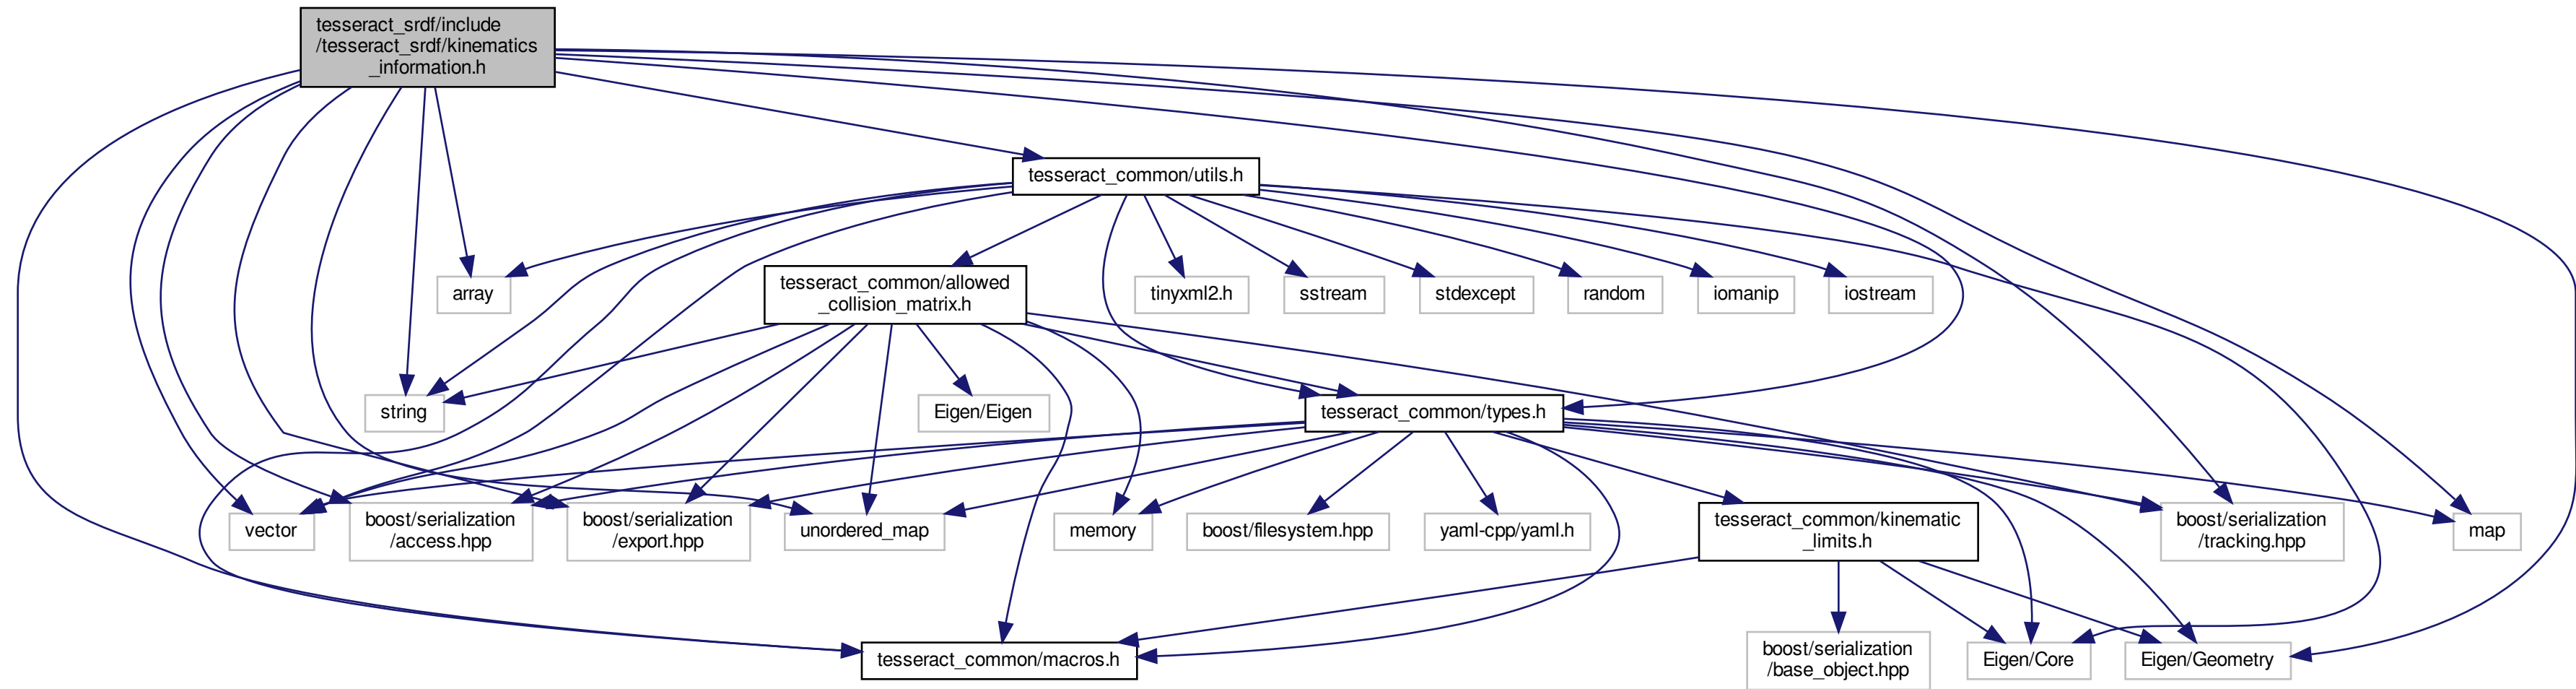 tesseract_srdf/include
/tesseract_srdf/kinematics
_information.h
tesseract_common/utils.h
tesseract_common/allowed
_collision_matrix.h
array
tinyxml2.h
sstream
stdexcept
random
iomanip
iostream
string
Eigen/Eigen
tesseract_common/types.h
vector
boost/serialization
/access.hpp
boost/serialization
/export.hpp
unordered_map
memory
boost/filesystem.hpp
yaml-cpp/yaml.h
tesseract_common/kinematic
_limits.h
boost/serialization
/tracking.hpp
map
tesseract_common/macros.h
boost/serialization
/base_object.hpp
Eigen/Core
Eigen/Geometry